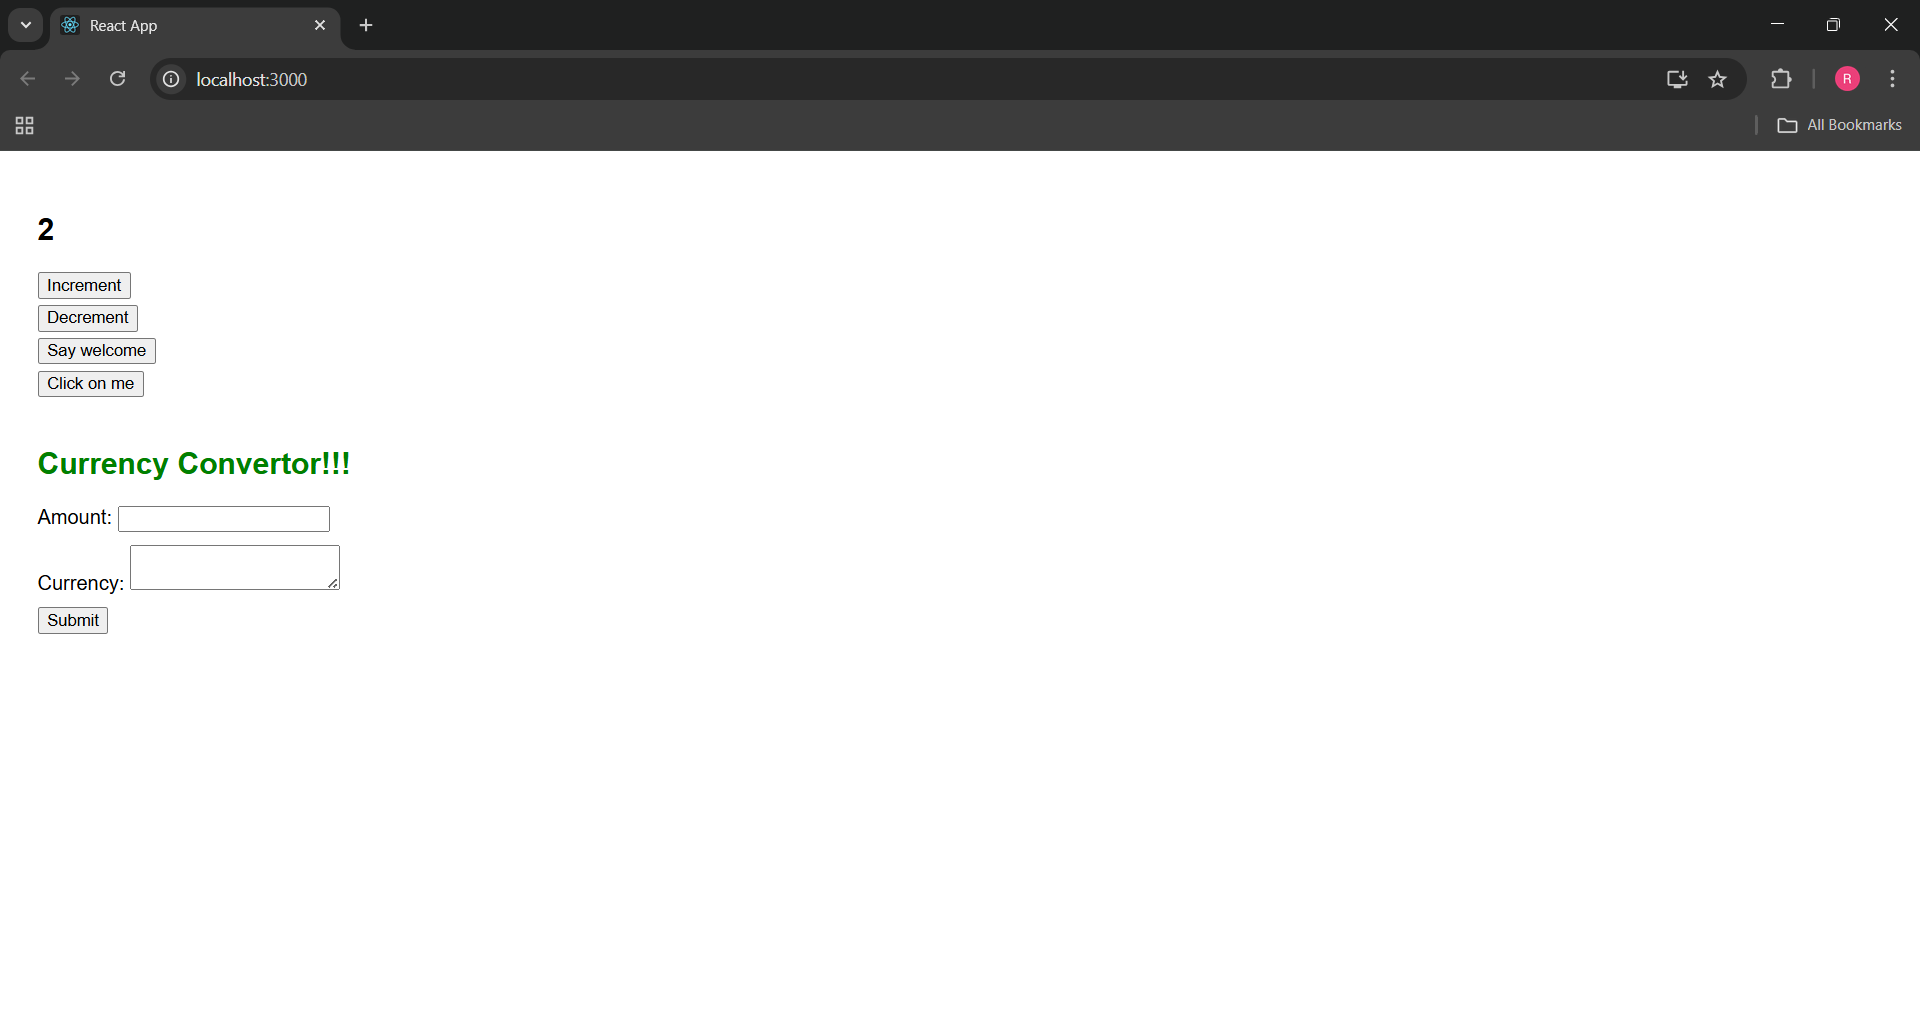 React App
localhost:3000
R
All Bookmarks
2
Increment
Decrement
Say welcome
Click on me
Currency Convertor!!!
Amount:
Currency:
Submit